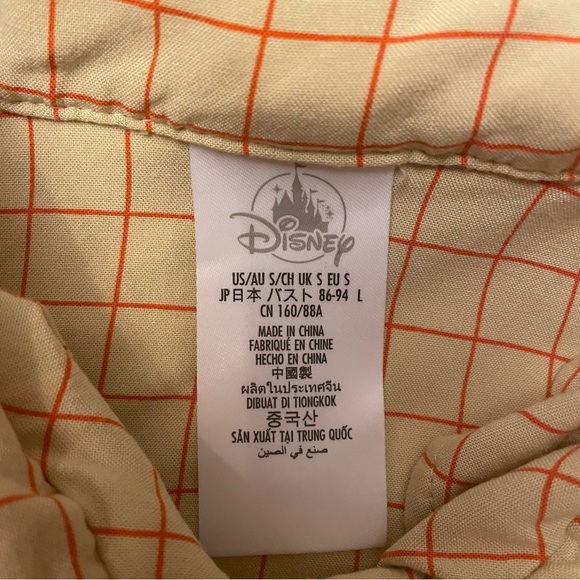 Disney
US/AU S/CH UK S EU S
JP日本 バスト 86-94 L
CN 160/88A
MADE IN CHINA
FABRIQUÉ EN CHINE
HECHO EN CHINA
中國製
ผลิตในประเทศจีน
DIBUAT DI TIONGKOK
중국산
SẢN XUẤT TẠI TRUNG QUỐC
صنع في الصين